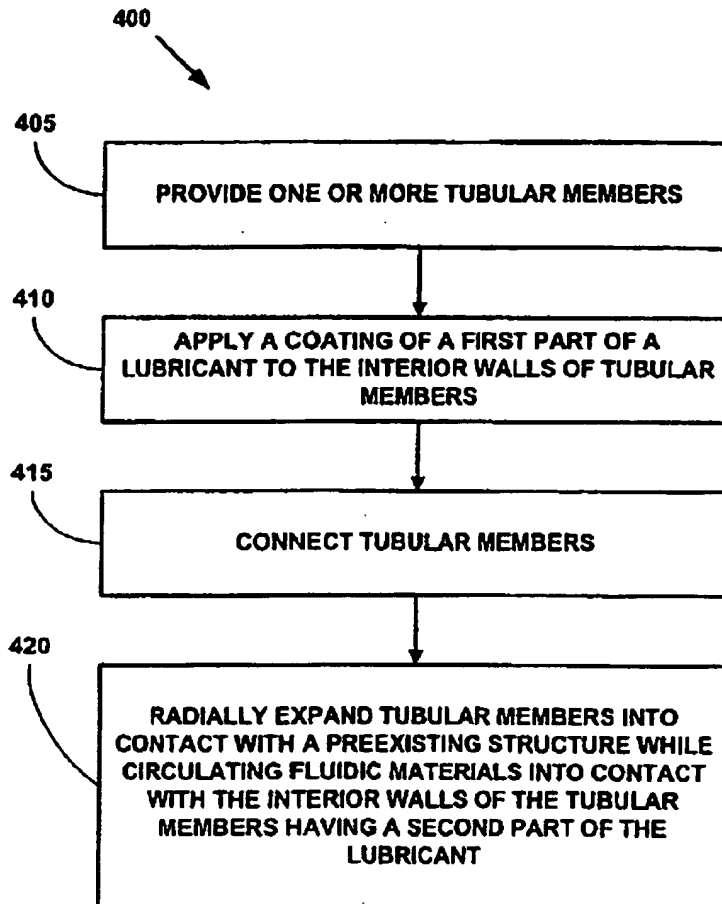 400
405
PROVIDE ONE OR MORE TUBULAR MEMBERS
410
APPLY A COATING OF A FIRST PART OF A
LUBRICANT TO THE INTERIOR WALLS OF TUBULAR
MEMBERS
415
CONNECT TUBULAR MEMBERS
420
RADIALLY EXPAND TUBULAR MEMBERS INTO
CONTACT WITH A PREEXISTING STRUCTURE WHILE
CIRCULATING FLUIDIC MATERIALS INTO CONTACT
WITH THE INTERIOR WALLS OF THE TUBULAR
MEMBERS HAVING A SECOND PART OF THE
LUBRICANT